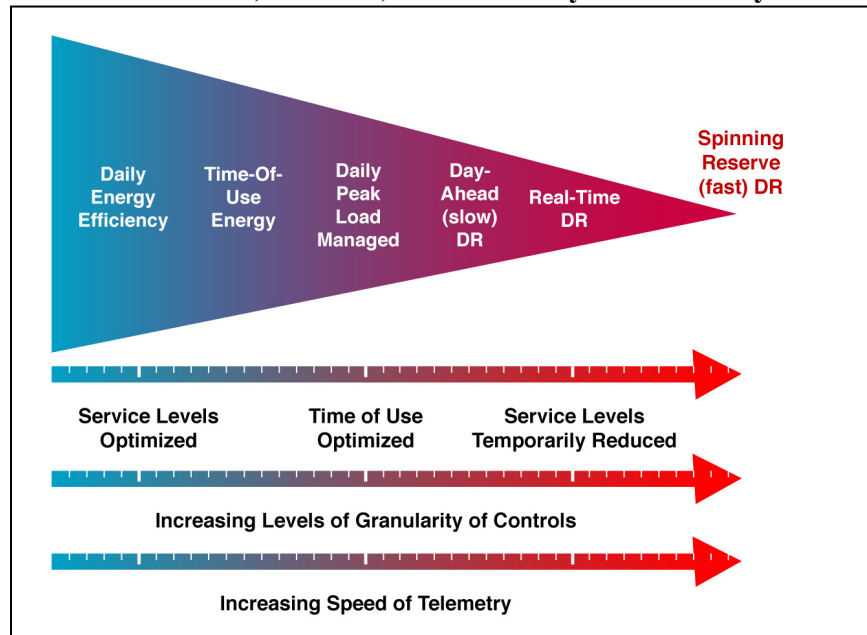 Daily
Energy
Efficiency
Time-Of-
Use
Energy
Daily
Peak
Load
Managed
Day-
Ahead
(slow)
DR
Real-Time
DR
Spinning
Reserve
(fast) DR
Service Levels
Optimized
Time of Use
Optimized
Service Levels
Temporarily Reduced
Increasing Levels of Granularity of Controls
Increasing Speed of Telemetry